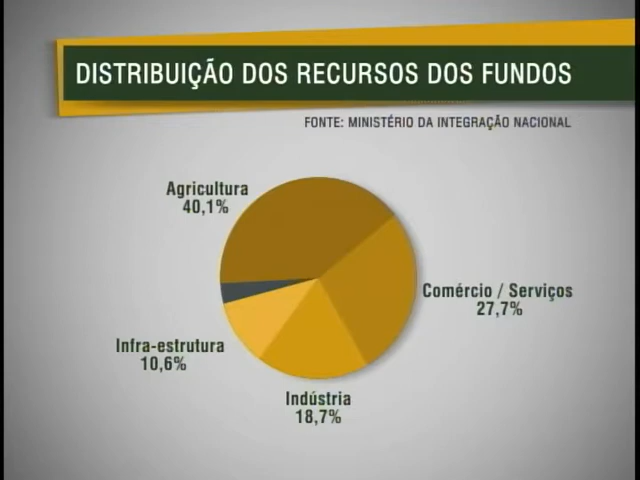 DISTRIBUIÇÃO DOS RECURSOS DOS FUNDOS
FONTE: MINISTÉRIO DA INTEGRAÇÃO NACIONAL
Agricultura
40,1%
Comércio / Serviços
27,7%
Infra-estrutura
10,6%
Indústria
18,7%